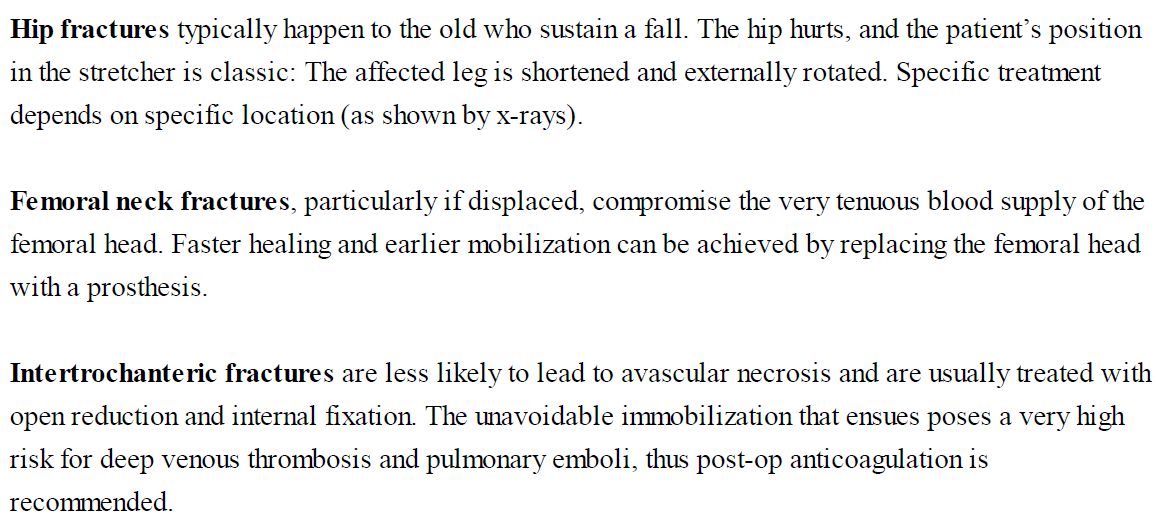 Hip fractures typically happen to the old who sustain a fall. The hip hurts, and the patient’s position
in the stretcher is classic: The affected leg is shortened and externally rotated. Specific treatment
depends on specific location (as shown by x-rays).
Femoral neck fractures, particularly if displaced, compromise the very tenuous blood supply of the
femoral head. Faster healing and earlier mobilization can be achieved by replacing the femoral head
with a prosthesis.
Intertrochanteric fractures are less likely to lead to avascular necrosis and are usually treated with
open reduction and internal fixation. The unavoidable immobilization that ensues poses a very high
risk for deep venous thrombosis and pulmonary emboli, thus post-op anticoagulation is
recommended.